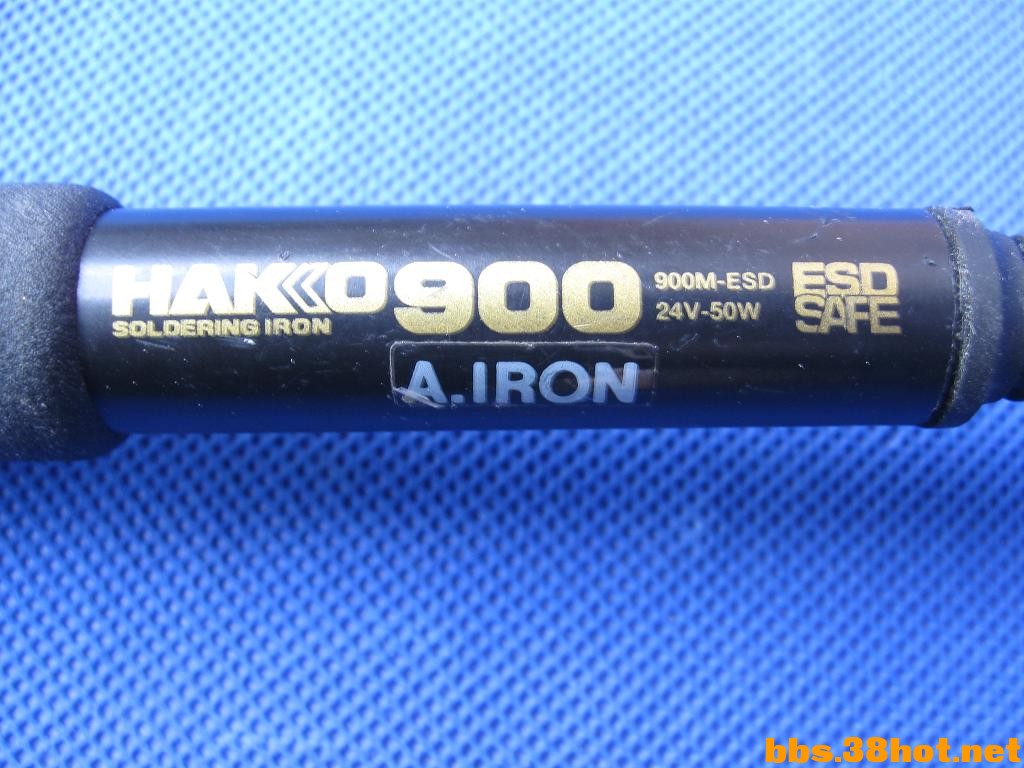 HAKKO 900 900M-ESD ESD
SOLDERING IRON 24V-50W SAFE
A.IRON
bbs.38hot.net